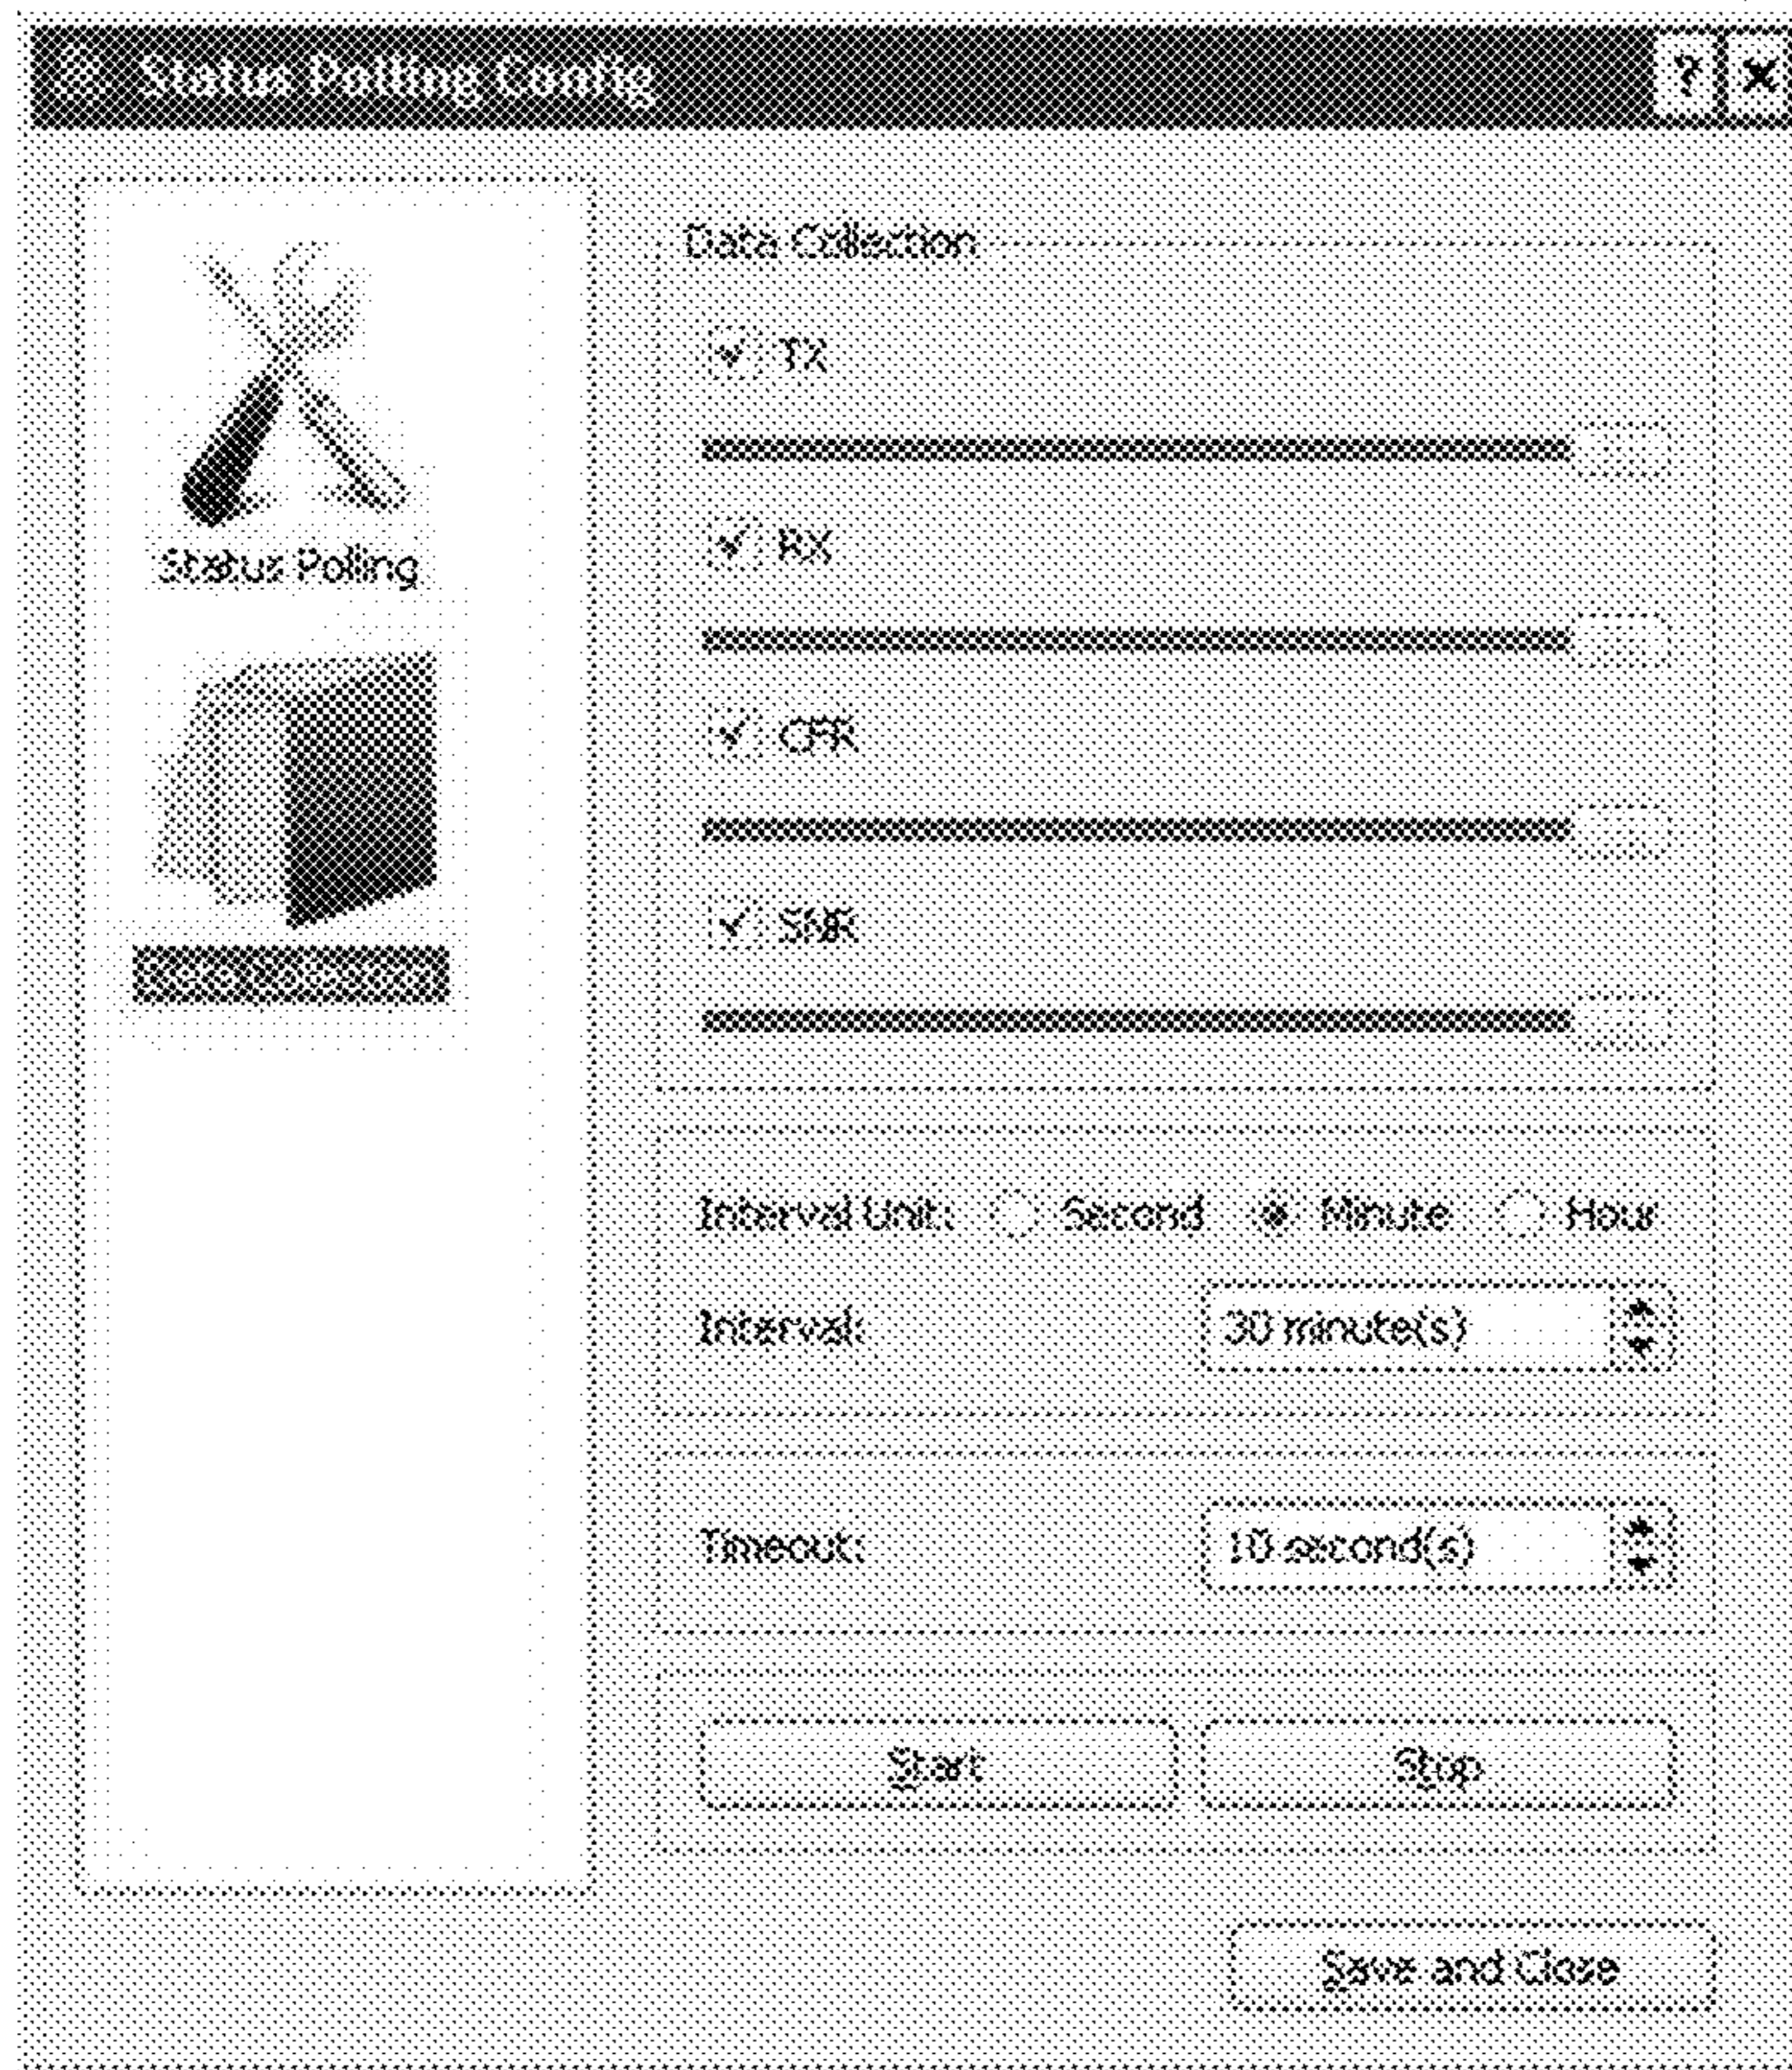 Status Polling Config
? X
Status Polling
Data Collection
TX
RX
CFR
SNR
Interval Unit: Second Minute Hour
Interval: 30 minute(s)
Timeout: 10 second(s)
Start Stop
Save and Close